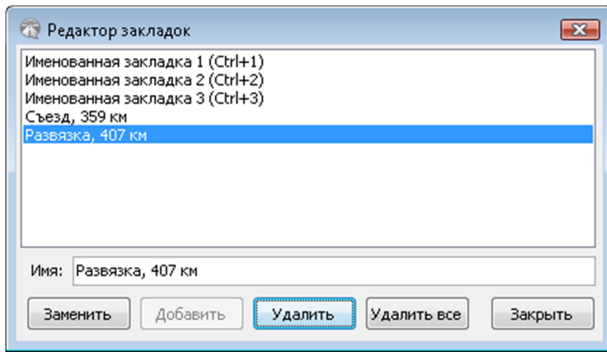 Редактор закладок
Именованная закладка 1 (Ctrl+1)
Именованная закладка 2 (Ctrl+2)
Именованная закладка 3 (Ctrl+3)
Съезд, 359 км
Развязка, 407 км
Имя: Развязка, 407 км
Заменить Добавить Удалить Удалить все Закрыть